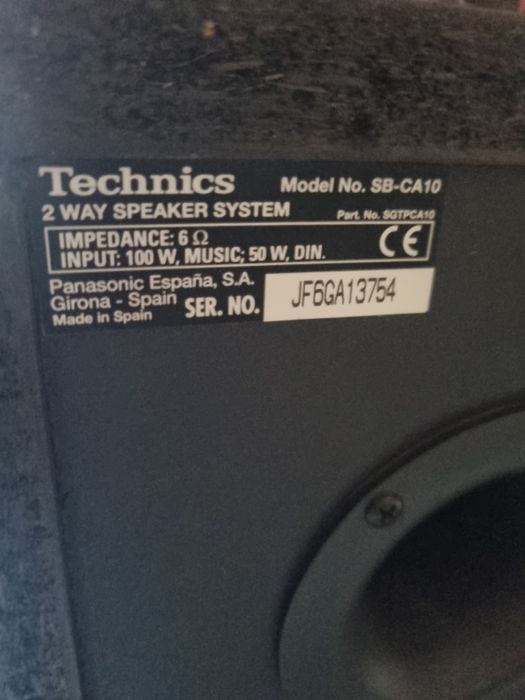 Technics Model No. SB-CA10
2 WAY SPEAKER SYSTEM Part. No. SGTPCA10
IMPEDANCE: 6 Ω
INPUT: 100 W, MUSIC; 50 W, DIN. CE
Panasonic España, S.A.
Girona - Spain
Made in Spain SER. NO. JF6GA13754